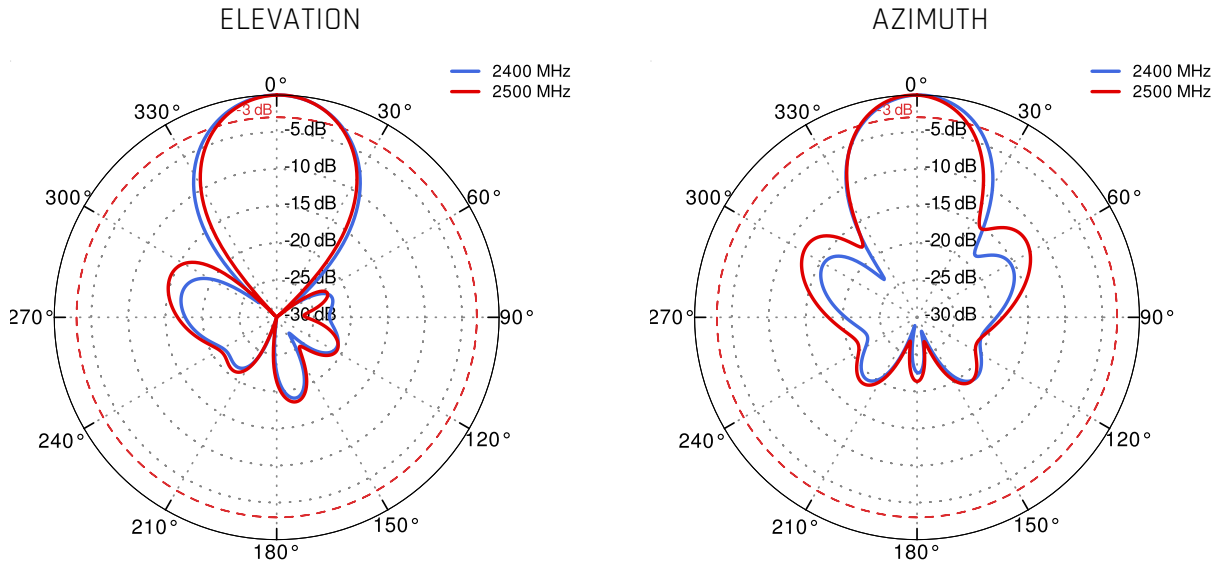 ELEVATION
2400 MHz
2500 MHz
0°
-3 dB
330°
30°
-5 dB
-10 dB
300°
60°
-15 dB
-20 dB
-25 dB
270°
-30 dB
90°
240°
120°
210°
150°
180°
AZIMUTH
2400 MHz
2500 MHz
0°
-3 dB
330°
30°
-5 dB
-10 dB
300°
60°
-15 dB
-20 dB
-25 dB
270°
-30 dB
90°
240°
120°
210°
150°
180°